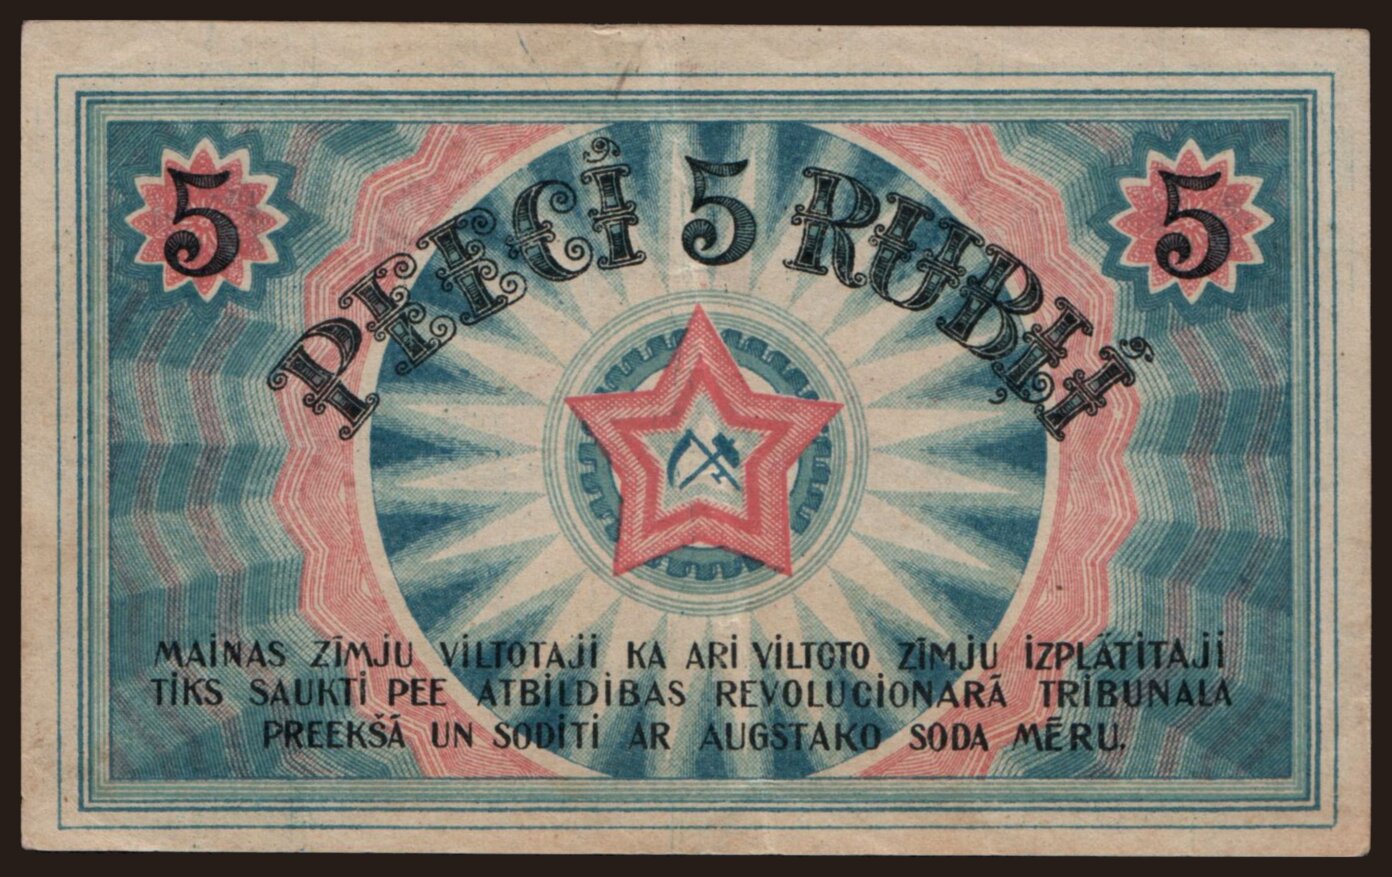 5 PEECI 5 RUBĻI 5
MAINAS ZĪMJU VILTOTAJI KA ARI VILTOTO ZĪMJU IZPLĀTITAJI
TIKS SAUKTI PEE ATBILDIBAS REVOLUCIONARĀ TRIBUNALA
PREEKŠĀ UN SODITI AR AUGSTAKO SODA MĒRU.